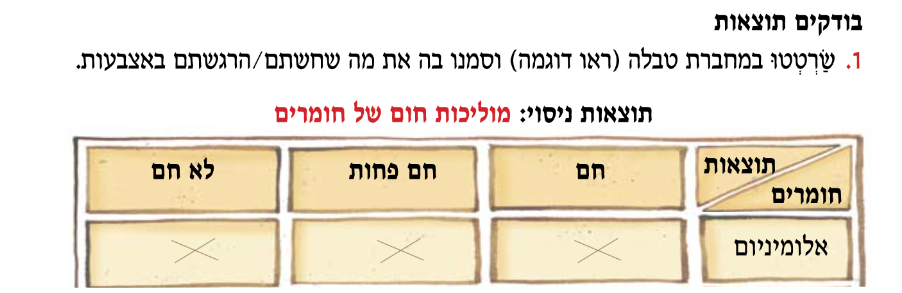 בודקים תוצאות
1. שַׂרְטְטוּ במחברת טבלה (ראו דוגמה) וסמנו בה את מה שחשתם/הרגשתם באצבעות.
תוצאות ניסוי: מוליכות חום של חומרים
תוצאות חם חם פחות לא חם
חומרים
אלומיניום